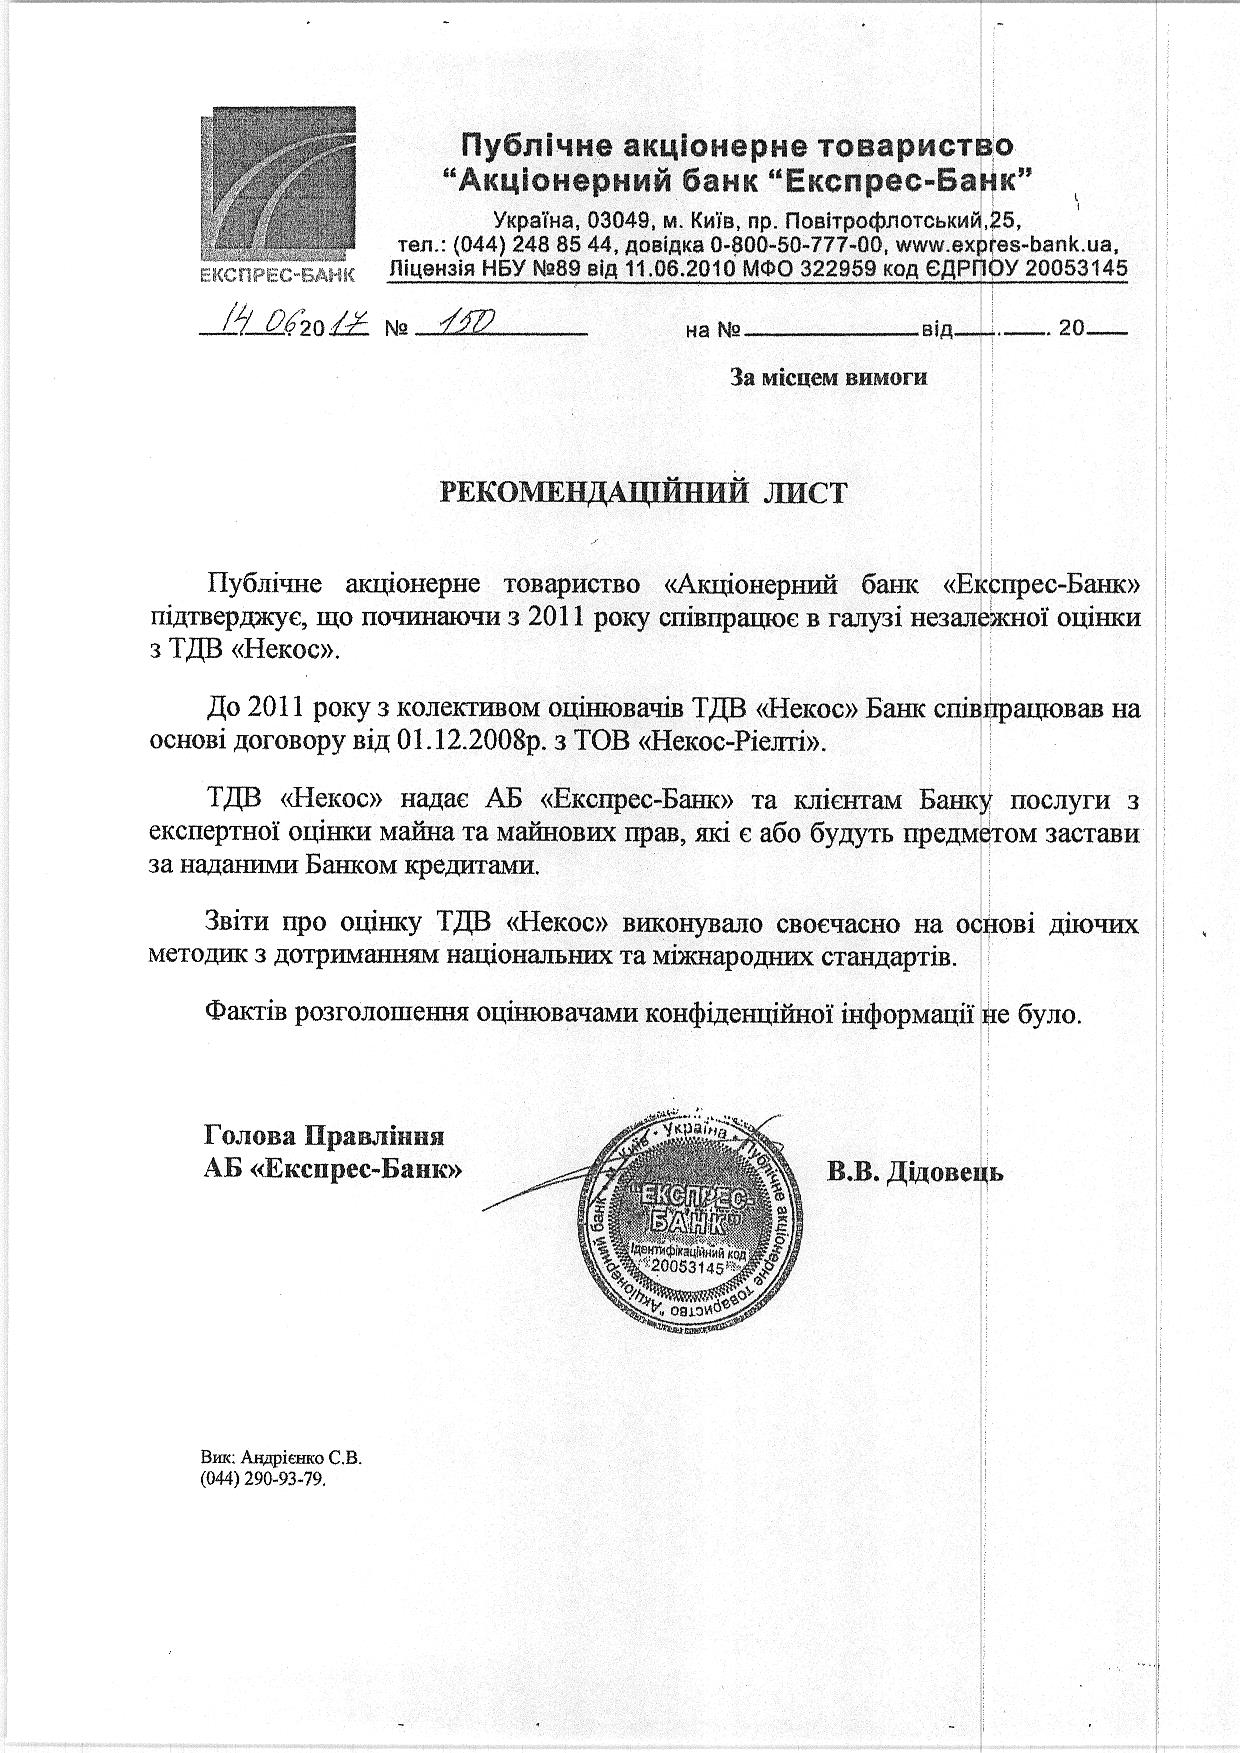 Публічне акціонерне товариство
“Акціонерний банк “Експрес-Банк”
Україна, 03049, м. Київ, пр. Повітрофлотський,25,
тел.: (044) 248 85 44, довідка 0-800-50-777-00, www.expres-bank.ua,
Ліцензія НБУ №89 від 11.06.2010 МФО 322959 код ЄДРПОУ 20053145
ЕКСПРЕС-БАНК
14 06 2017 № 150 на № від . . 20
За місцем вимоги
РЕКОМЕНДАЦІЙНИЙ ЛИСТ
Публічне акціонерне товариство «Акціонерний банк «Експрес-Банк»
підтверджує, що починаючи з 2011 року співпрацює в галузі незалежної оцінки
з ТДВ «Некос».
До 2011 року з колективом оцінювачів ТДВ «Некос» Банк співпрацював на
основі договору від 01.12.2008р. з ТОВ «Некос-Ріелті».
ТДВ «Некос» надає АБ «Експрес-Банк» та клієнтам Банку послуги з
експертної оцінки майна та майнових прав, які є або будуть предметом застави
за наданими Банком кредитами.
Звіти про оцінку ТДВ «Некос» виконувало своєчасно на основі діючих
методик з дотриманням національних та міжнародних стандартів.
Фактів розголошення оцінювачами конфіденційної інформації не було.
Голова Правління
АБ «Експрес-Банк»
В.В. Дідовець
м. Київ • Україна • Публічне акціонерне товариство "Акціонерний банк
"ЕКСПРЕС-
БАНК"
Ідентифікаційний код
20053145
Вик: Андрієнко С.В.
(044) 290-93-79.